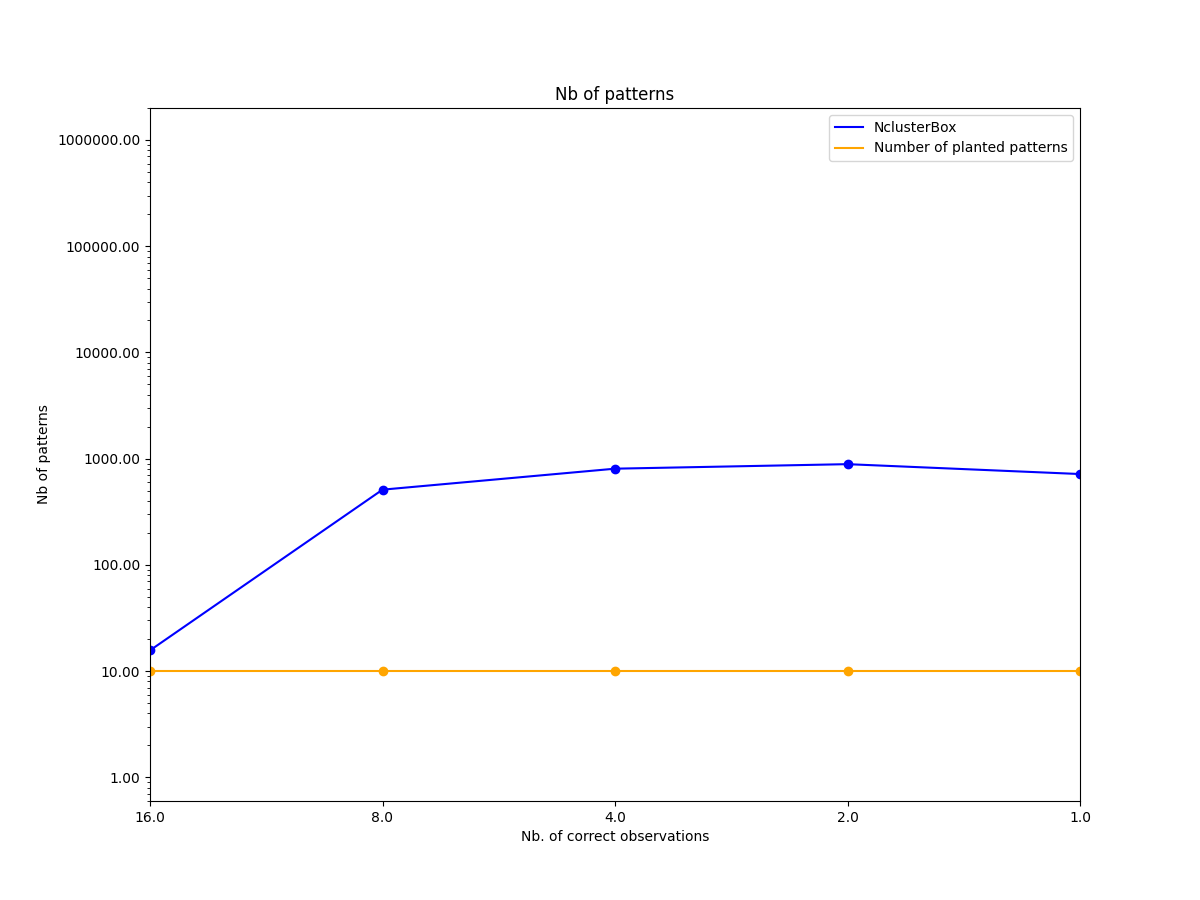 Nb of patterns
NclusterBox
Number of planted patterns
1000000.00
100000.00
10000.00
1000.00
100.00
10.00
1.00
Nb of patterns
16.0 8.0 4.0 2.0 1.0
Nb. of correct observations